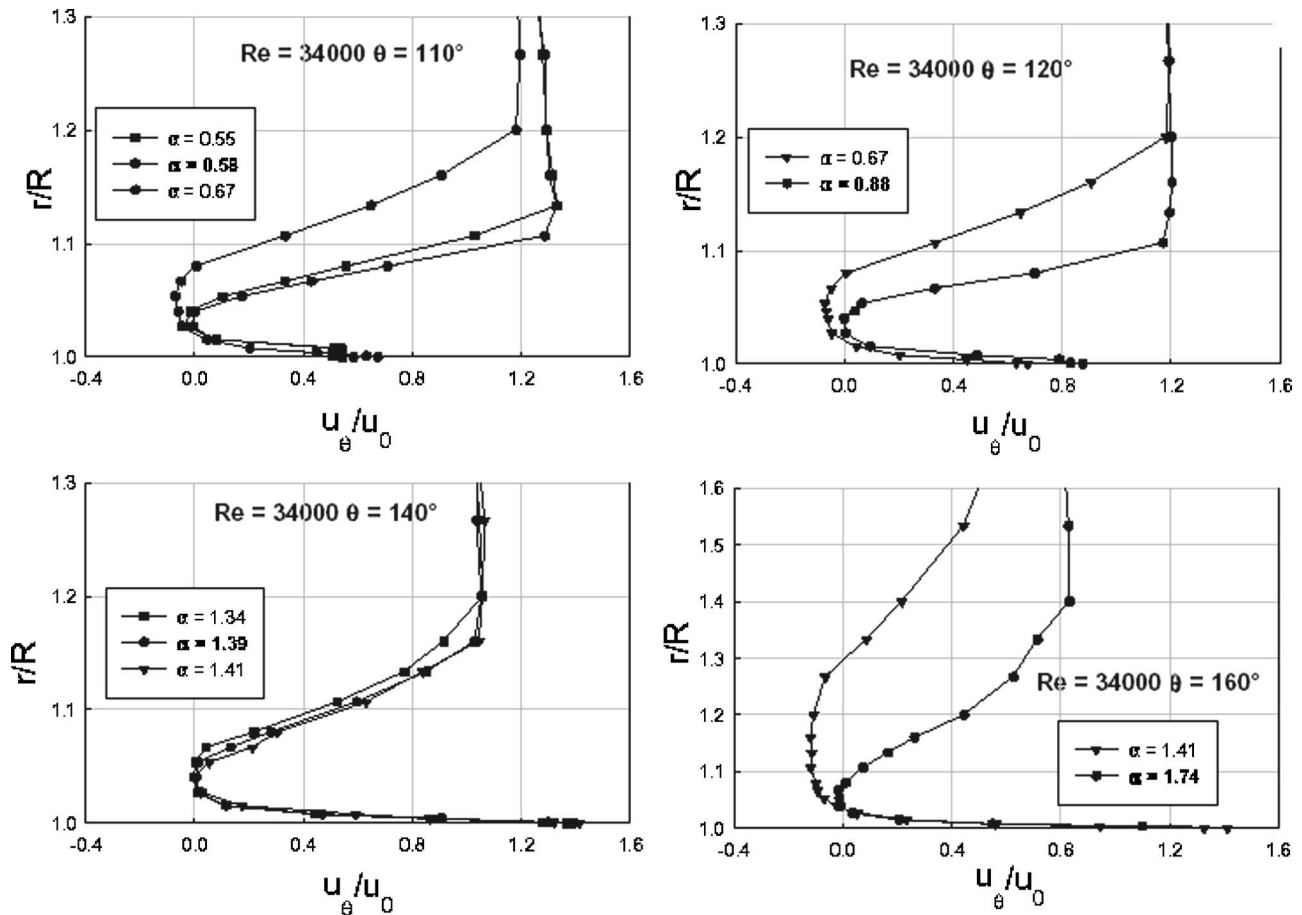 1.3
1.2
1.1
1.0
r/R
Re = 34000 θ = 110°
α = 0.55
α = 0.58
α = 0.67
-0.4 0.0 0.4 0.8 1.2 1.6
uθ/u0
1.3
1.2
1.1
1.0
r/R
Re = 34000 θ = 120°
α = 0.67
α = 0.88
-0.4 0.0 0.4 0.8 1.2 1.6
uθ/u0
1.3
1.2
1.1
1.0
r/R
Re = 34000 θ = 140°
α = 1.34
α = 1.39
α = 1.41
-0.4 0.0 0.4 0.8 1.2 1.6
uθ/u0
1.6
1.5
1.4
1.3
1.2
1.1
1.0
r/R
Re = 34000 θ = 160°
α = 1.41
α = 1.74
-0.4 0.0 0.4 0.8 1.2 1.6
uθ/u0